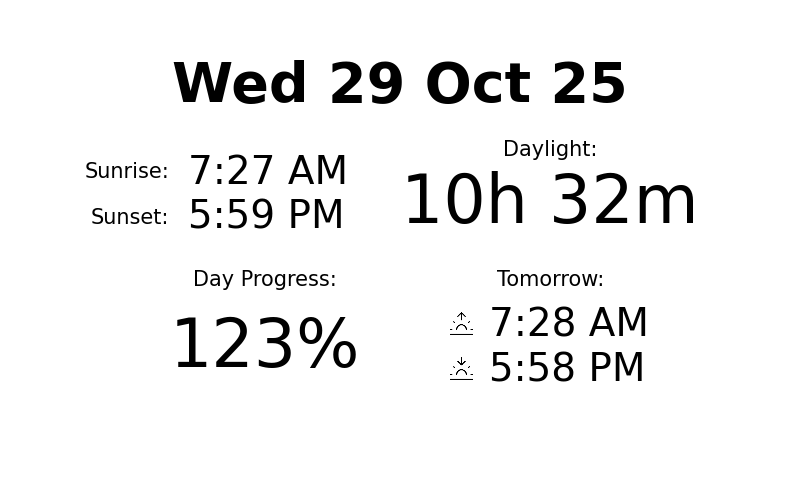 Wed 29 Oct 25
Sunrise: 7:27 AM
Sunset: 5:59 PM
Daylight:
10h 32m
Day Progress:
123%
Tomorrow:
7:28 AM
5:58 PM